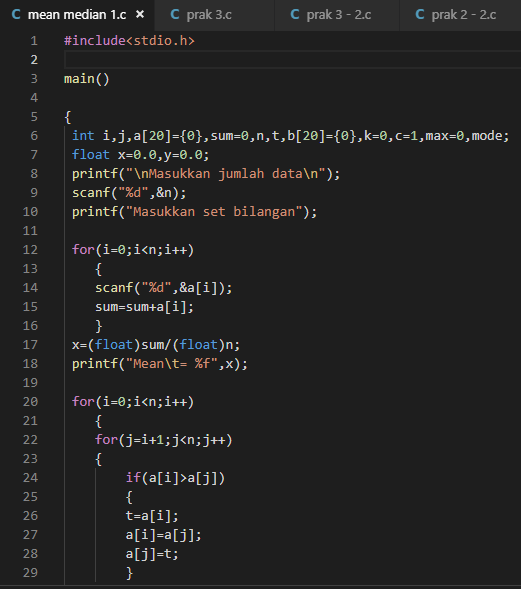 C mean median 1.c × C prak 3.c C prak 3 - 2.c C prak 2 - 2.c
1 #include<stdio.h>
2
3 main()
4
5 {
6 int i,j,a[20]={0},sum=0,n,t,b[20]={0},k=0,c=1,max=0,mode;
7 float x=0.0,y=0.0;
8 printf("\nMasukkan jumlah data\n");
9 scanf("%d",&n);
10 printf("Masukkan set bilangan");
11
12 for(i=0;i<n;i++)
13 {
14 scanf("%d",&a[i]);
15 sum=sum+a[i];
16 }
17 x=(float)sum/(float)n;
18 printf("Mean\t= %f",x);
19
20 for(i=0;i<n;i++)
21 {
22 for(j=i+1;j<n;j++)
23 {
24 if(a[i]>a[j])
25 {
26 t=a[i];
27 a[i]=a[j];
28 a[j]=t;
29 }